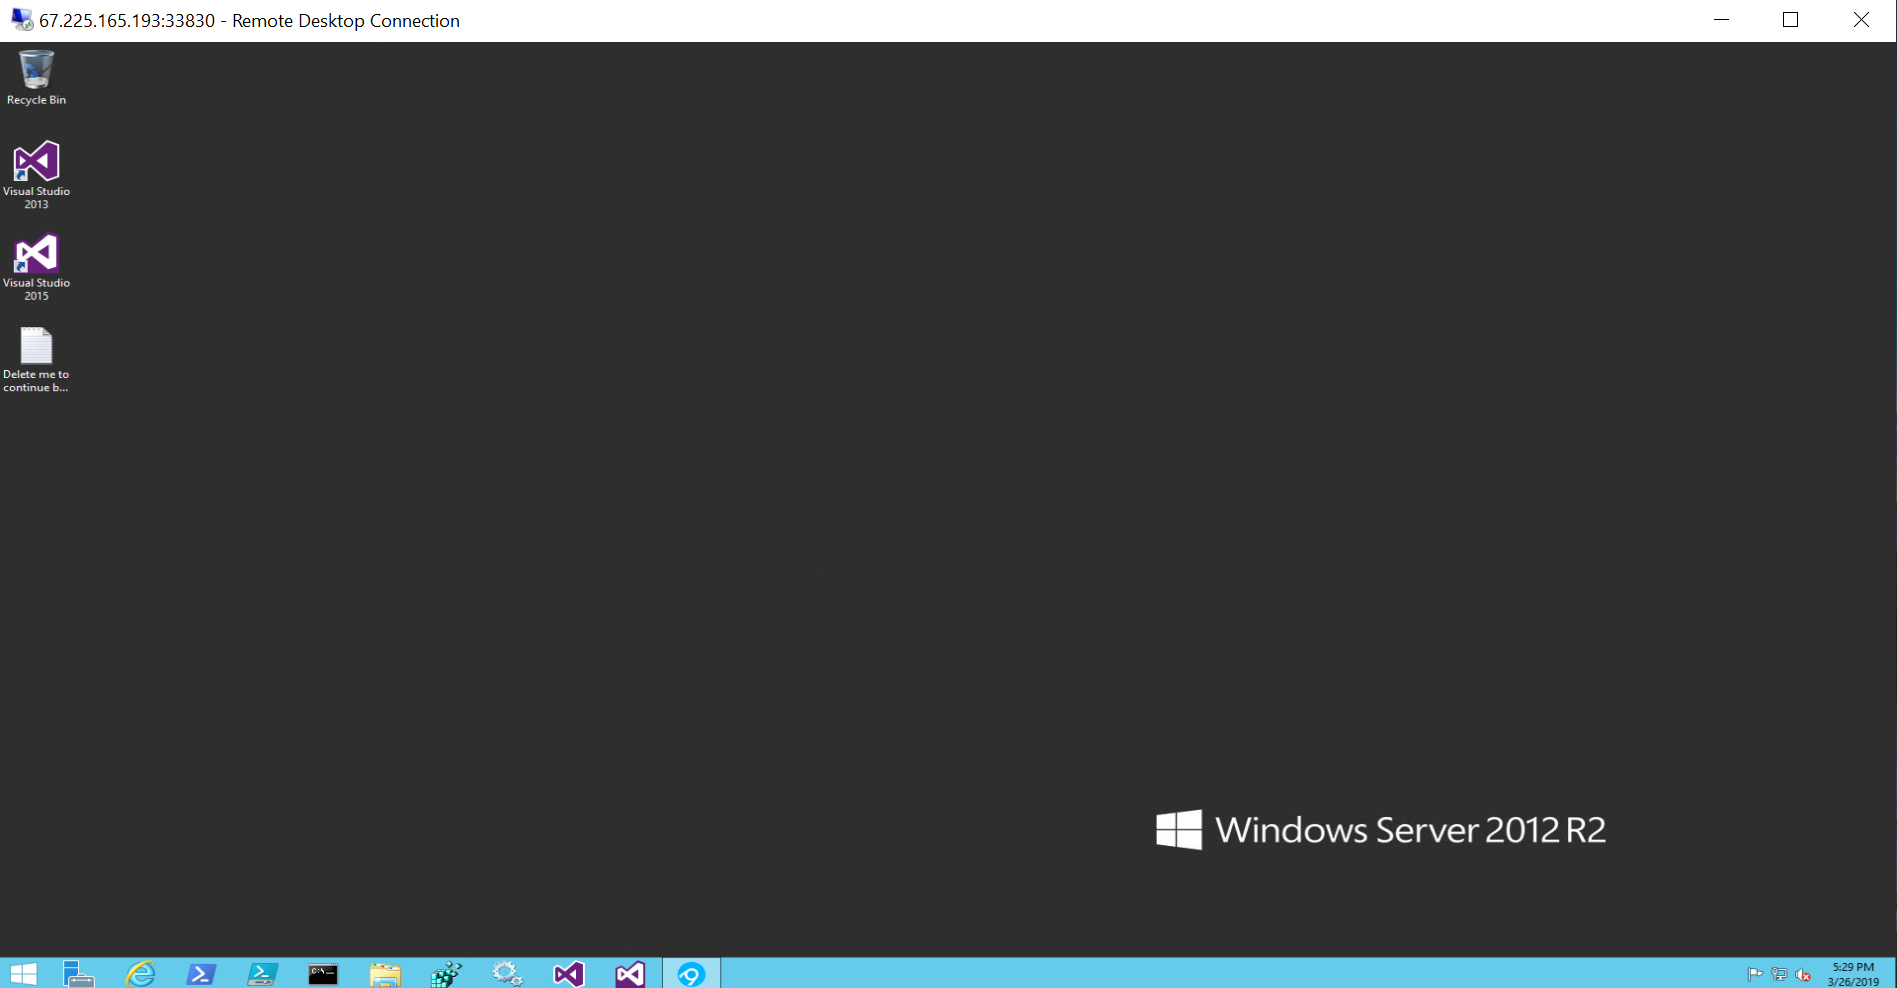 67.225.165.193:33830 - Remote Desktop Connection
Recycle Bin
Visual Studio
2013
Visual Studio
2015
Delete me to
continue b...
Windows Server 2012 R2
C:\
5:29 PM
3/26/2019